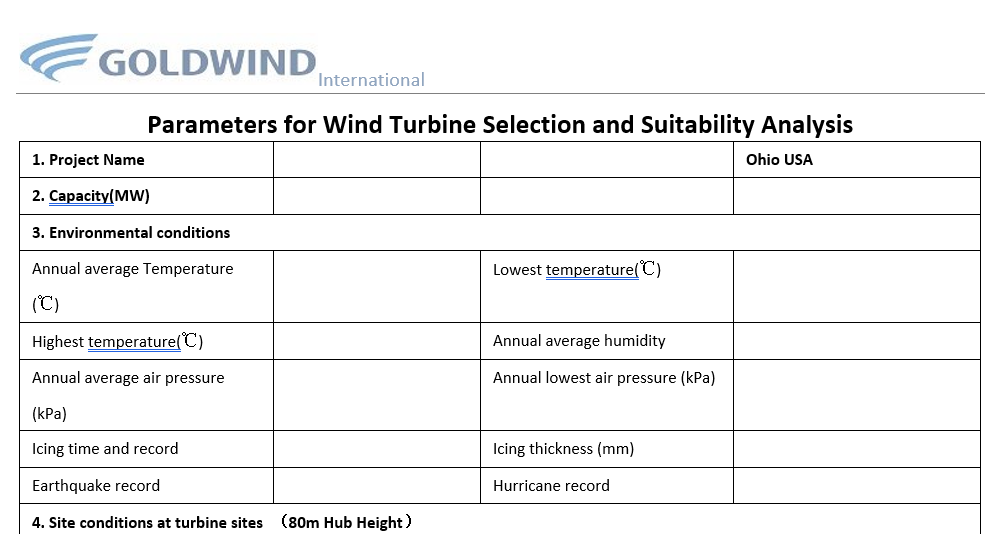 GOLDWIND
International
Parameters for Wind Turbine Selection and Suitability Analysis
1. Project Name Ohio USA
2. Capacity(MW)
3. Environmental conditions
Annual average Temperature
(℃)
Lowest temperature(℃)
Highest temperature(℃)
Annual average humidity
Annual average air pressure
(kPa)
Annual lowest air pressure (kPa)
Icing time and record
Icing thickness (mm)
Earthquake record
Hurricane record
4. Site conditions at turbine sites （80m Hub Height）